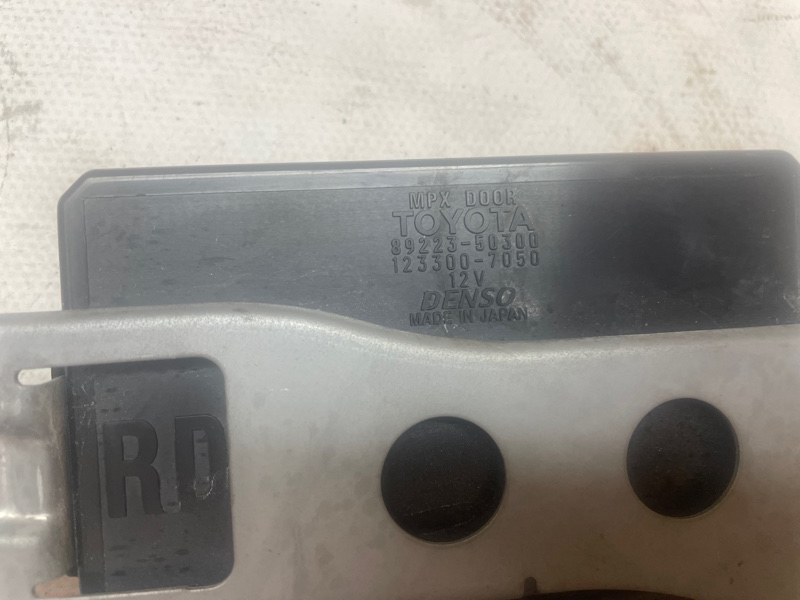 MPX DOOR
TOYOTA
89223-50300
123300-7050
12V
DENSO
MADE IN JAPAN
RD